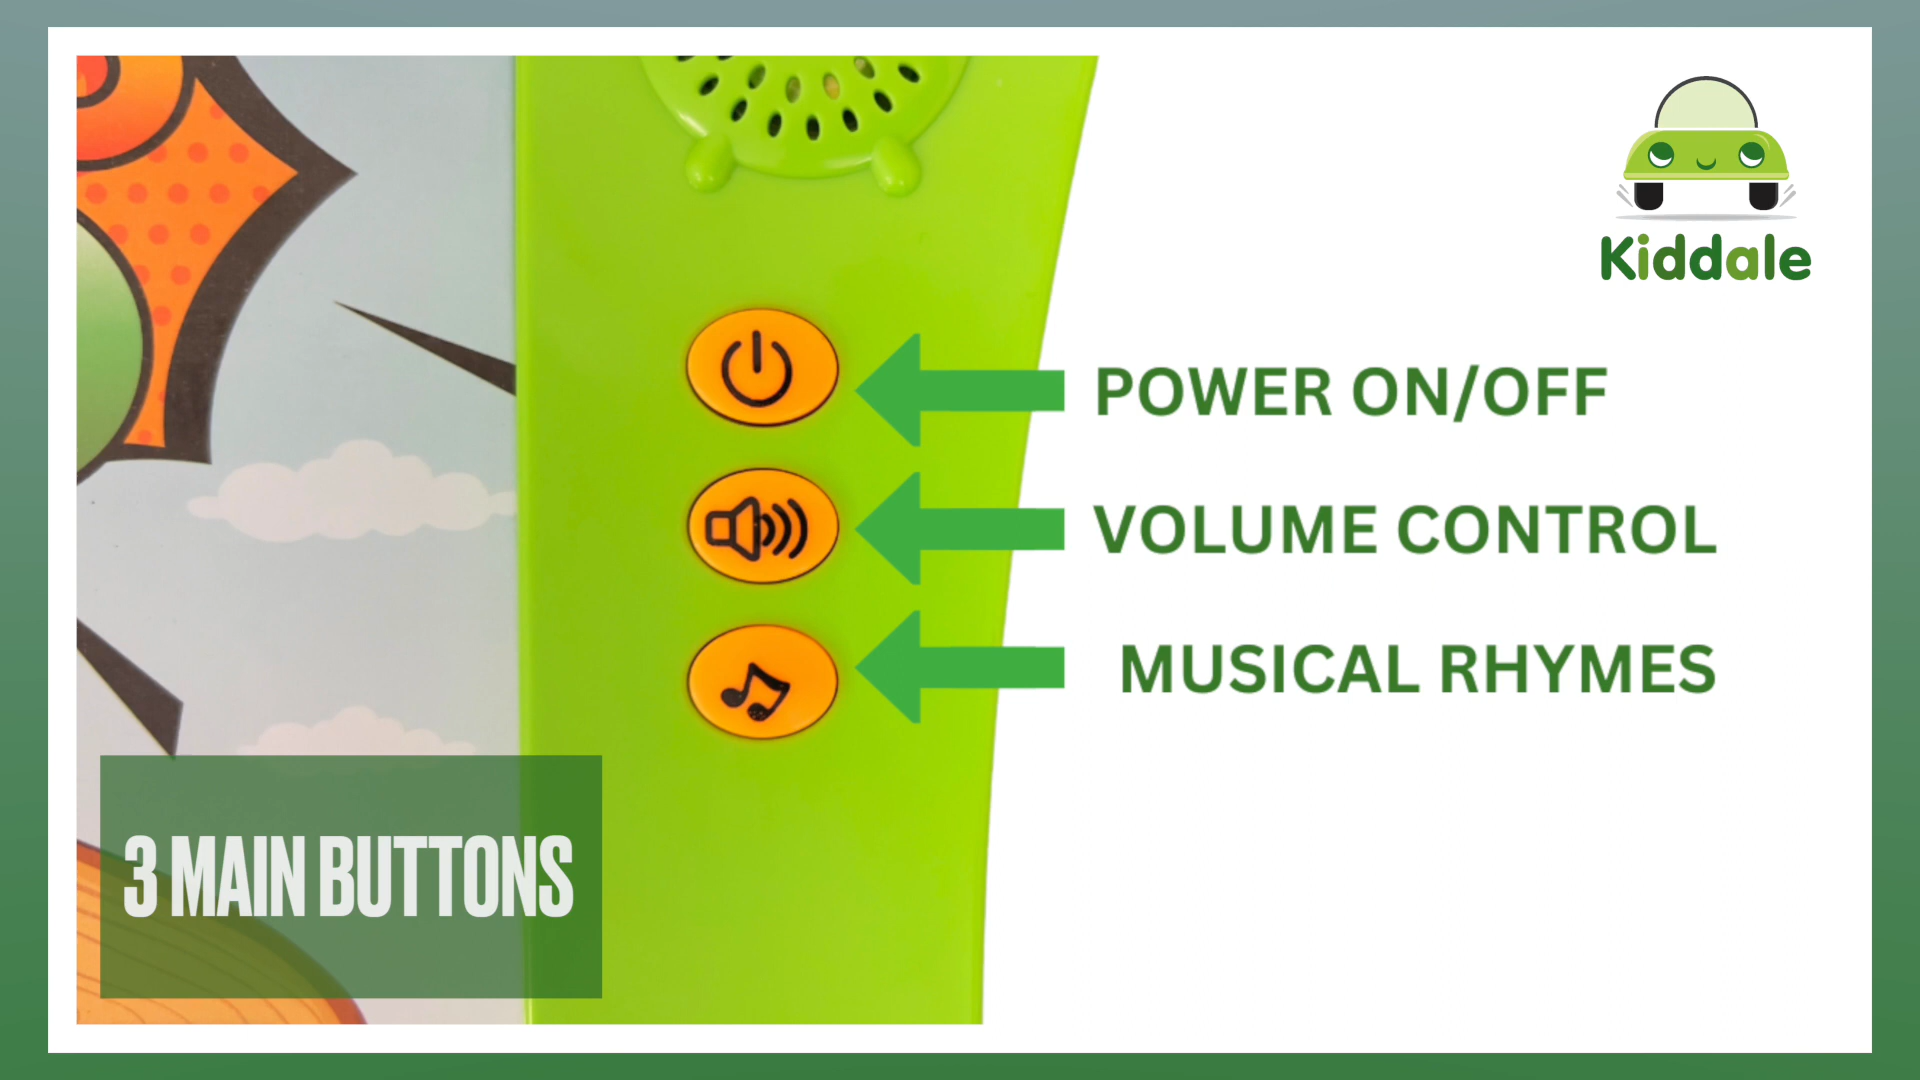 Kiddale
POWER ON/OFF
VOLUME CONTROL
MUSICAL RHYMES
3 MAIN BUTTONS